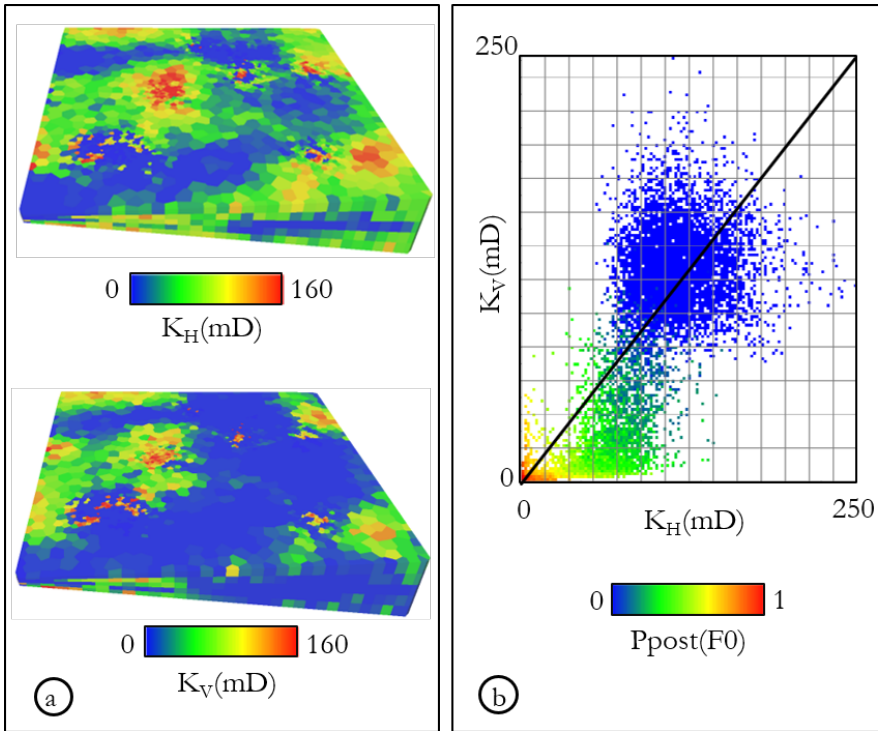 0 160
K_H(mD)
0 160
K_V(mD)
a
250
K_V(mD)
0
0 250
K_H(mD)
0 1
Ppost(F0)
b